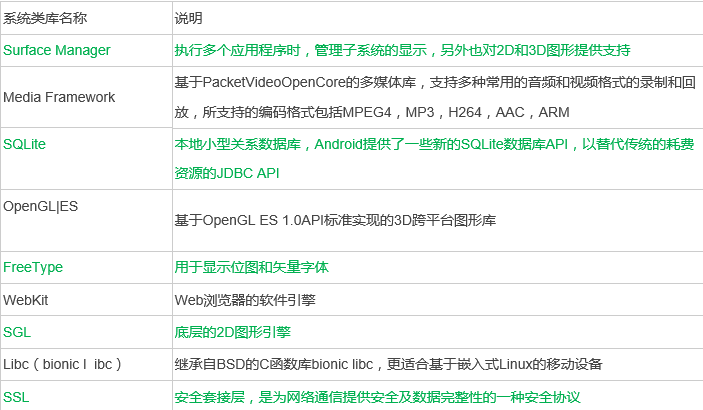 系统类库名称 说明
Surface Manager 执行多个应用程序时，管理子系统的显示，另外也对2D和3D图形提供支持
Media Framework 基于PacketVideoOpenCore的多媒体库，支持多种常用的音频和视频格式的录制和回
放，所支持的编码格式包括MPEG4，MP3，H264，AAC，ARM
SQLite 本地小型关系数据库，Android提供了一些新的SQLite数据库API，以替代传统的耗费
资源的JDBC API
OpenGL|ES
基于OpenGL ES 1.0API标准实现的3D跨平台图形库
FreeType 用于显示位图和矢量字体
WebKit Web浏览器的软件引擎
SGL 底层的2D图形引擎
Libc（bionic l ibc） 继承自BSD的C函数库bionic libc，更适合基于嵌入式Linux的移动设备
SSL 安全套接层，是为网络通信提供安全及数据完整性的一种安全协议